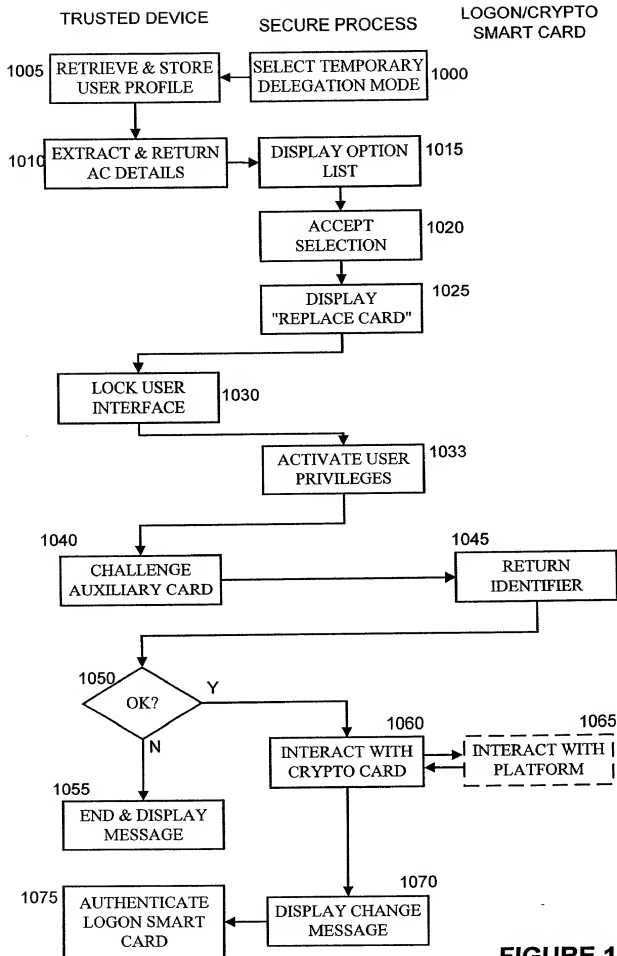 TRUSTED DEVICE
SECURE PROCESS
LOGON/CRYPTO
SMART CARD
1005
RETRIEVE & STORE
USER PROFILE
SELECT TEMPORARY
DELEGATION MODE
1000
1010
EXTRACT & RETURN
AC DETAILS
DISPLAY OPTION
LIST
1015
ACCEPT
SELECTION
1020
DISPLAY
"REPLACE CARD"
1025
LOCK USER
INTERFACE
1030
ACTIVATE USER
PRIVILEGES
1033
1040
CHALLENGE
AUXILIARY CARD
1045
RETURN
IDENTIFIER
1050
OK?
Y
N
1055
END & DISPLAY
MESSAGE
1060
INTERACT WITH
CRYPTO CARD
1065
INTERACT WITH
PLATFORM
1070
DISPLAY CHANGE
MESSAGE
1075
AUTHENTICATE
LOGON SMART
CARD
FIGURE 1